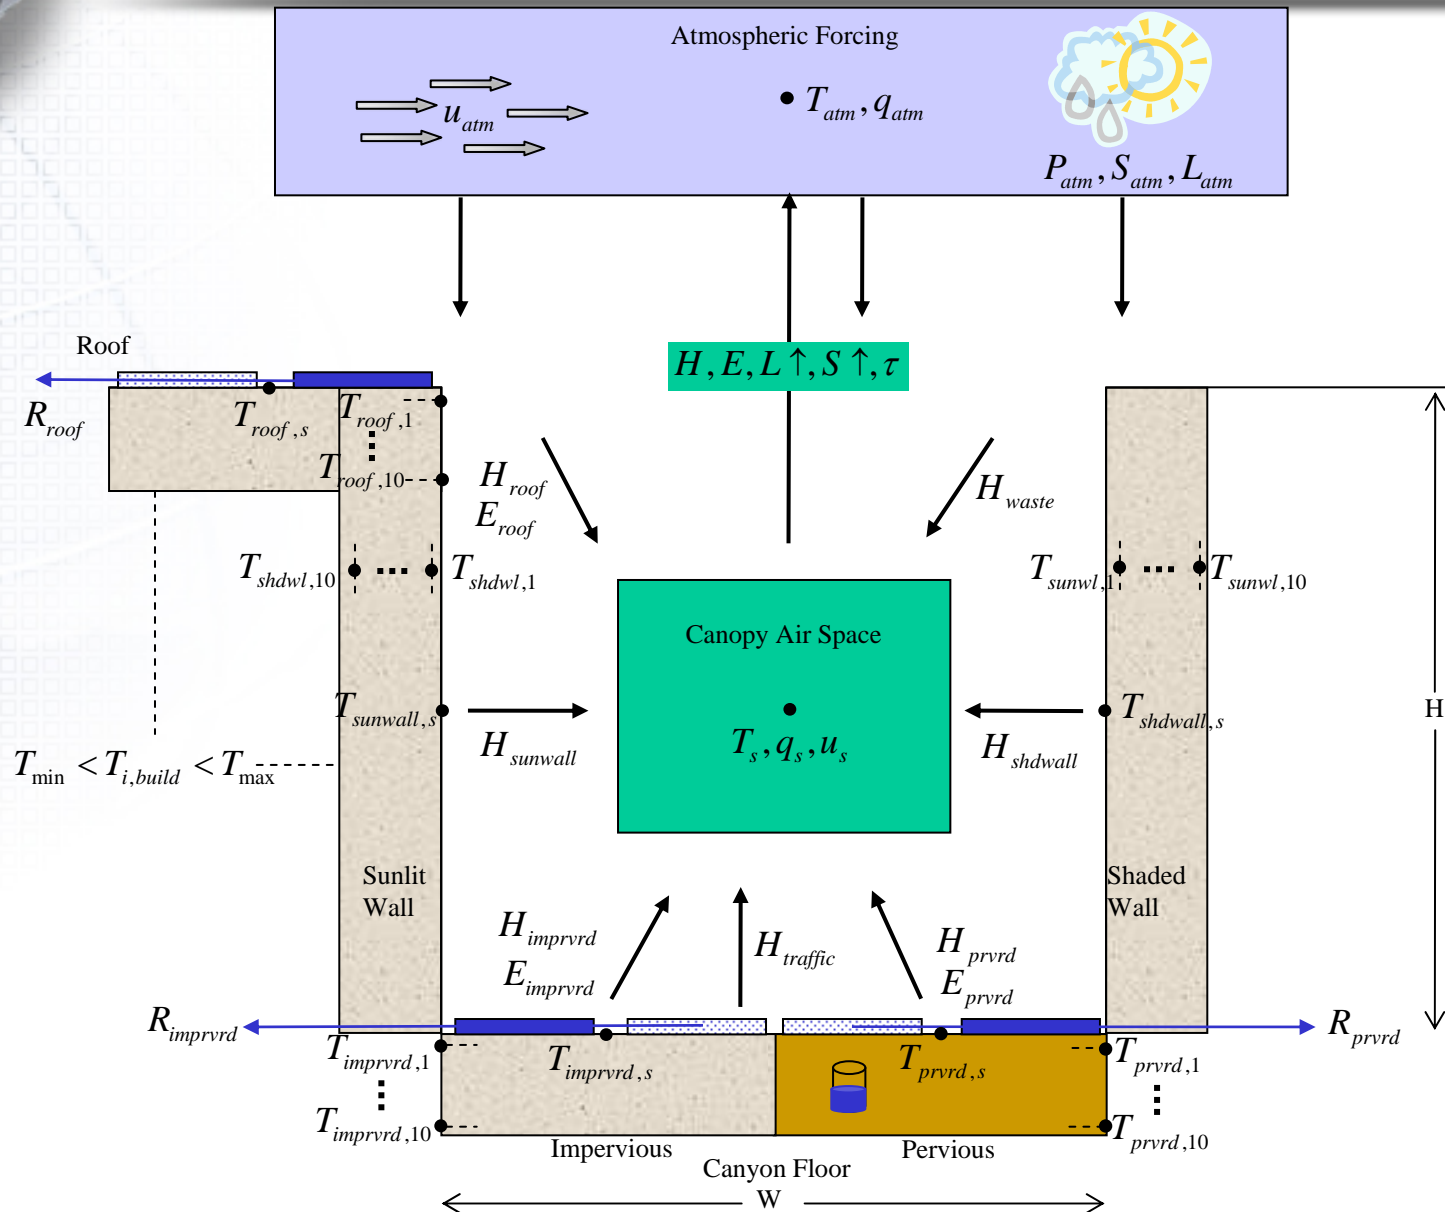 Atmospheric Forcing
u_atm
T_atm, q_atm
P_atm, S_atm, L_atm
H, E, L ↑, S ↑, τ
Roof
R_roof
T_roof,s
T_roof,1
T_roof,10
H_roof
E_roof
H_waste
T_shdwl,10
T_shdwl,1
T_sunwl,1
T_sunwl,10
Canopy Air Space
T_s, q_s, u_s
T_sunwall,s
H_sunwall
T_shdwall,s
H_shdwall
H
T_min < T_i,build < T_max
Sunlit
Wall
Shaded
Wall
H_imprvrd
E_imprvrd
H_traffic
H_prvrd
E_prvrd
R_imprvrd
R_prvrd
T_imprvrd,1
T_imprvrd,s
T_prvrd,s
T_prvrd,1
T_imprvrd,10
T_prvrd,10
Impervious
Pervious
Canyon Floor
W